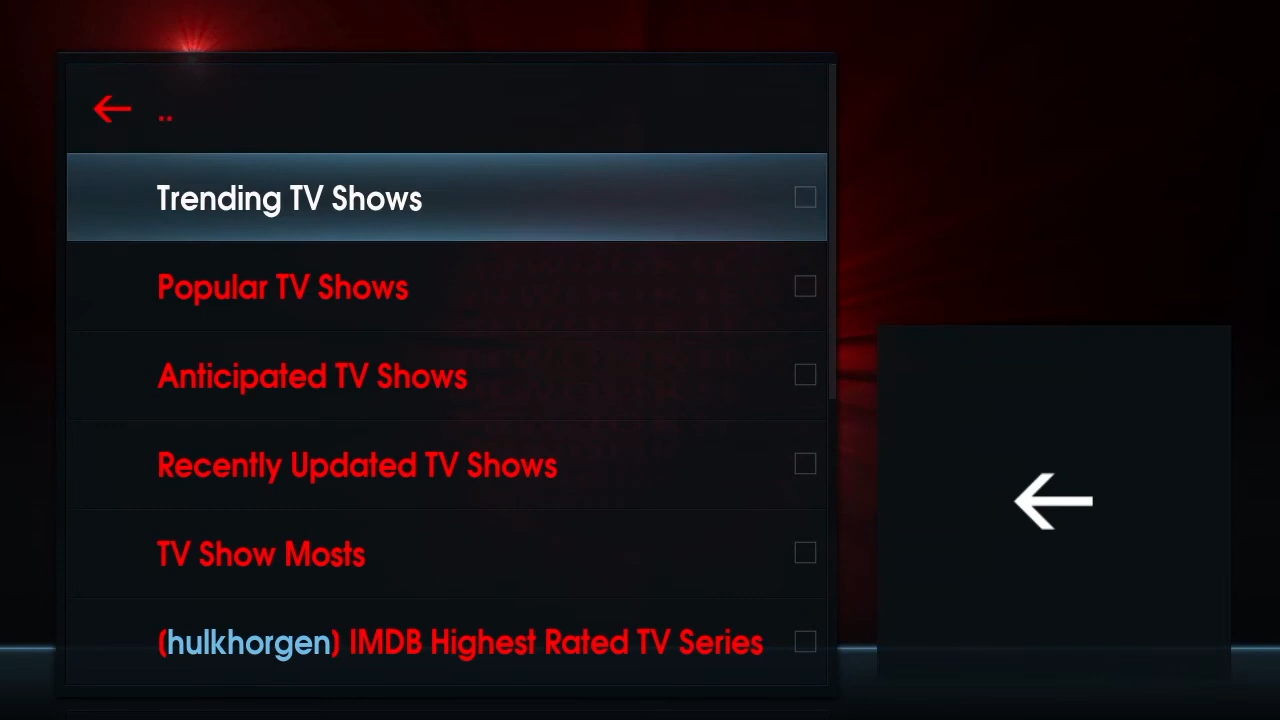 ..
Trending TV Shows
Popular TV Shows
Anticipated TV Shows
Recently Updated TV Shows
TV Show Mosts
(hulkhorgen) IMDB Highest Rated TV Series